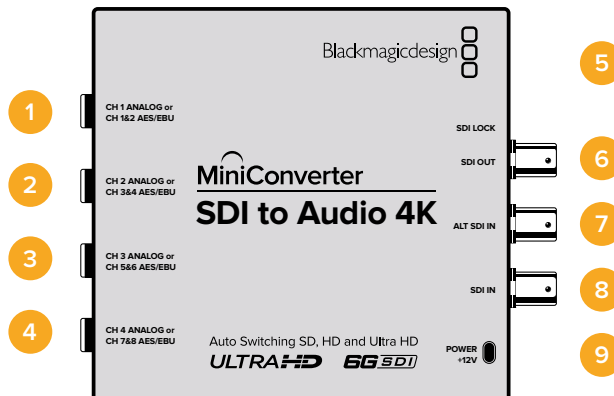 Blackmagicdesign
5
1
CH 1 ANALOG or
CH 1&2 AES/EBU
SDI LOCK
SDI OUT
6
2
CH 2 ANALOG or
CH 3&4 AES/EBU
MiniConverter
SDI to Audio 4K
ALT SDI IN
7
3
CH 3 ANALOG or
CH 5&6 AES/EBU
SDI IN
8
4
CH 4 ANALOG or
CH 7&8 AES/EBU
Auto Switching SD, HD and Ultra HD
ULTRA HD 6G SDI
POWER
+12V
9